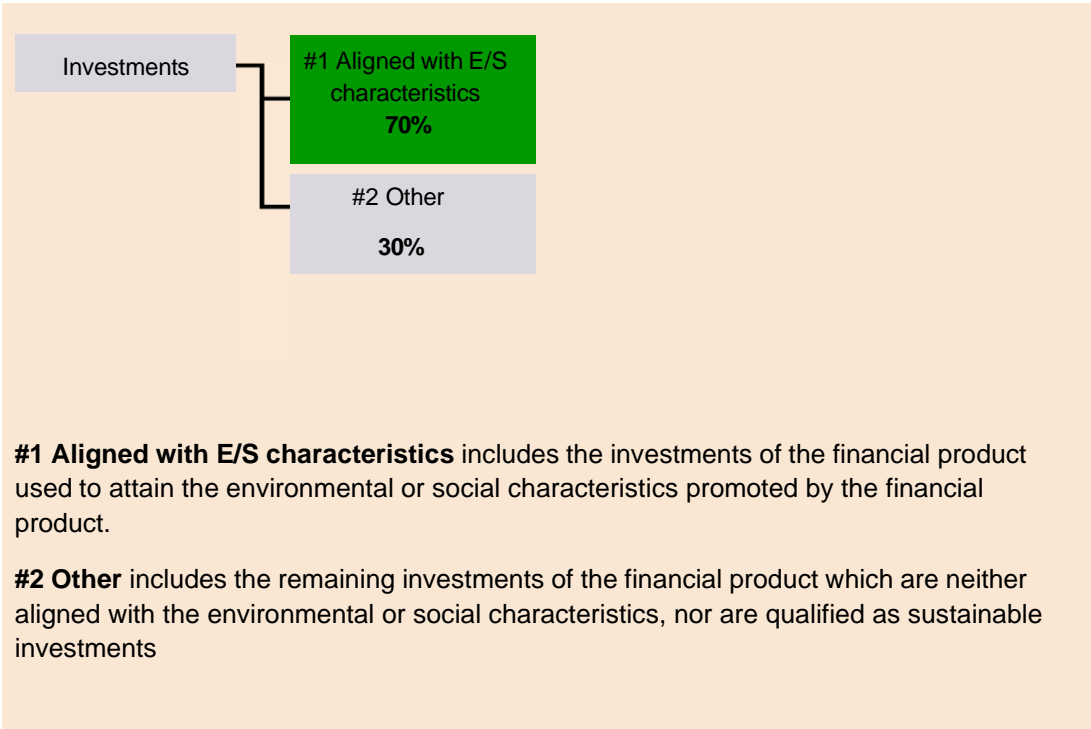 Investments
#1 Aligned with E/S
characteristics
70%
#2 Other
30%
#1 Aligned with E/S characteristics includes the investments of the financial product
used to attain the environmental or social characteristics promoted by the financial
product.
#2 Other includes the remaining investments of the financial product which are neither
aligned with the environmental or social characteristics, nor are qualified as sustainable
investments